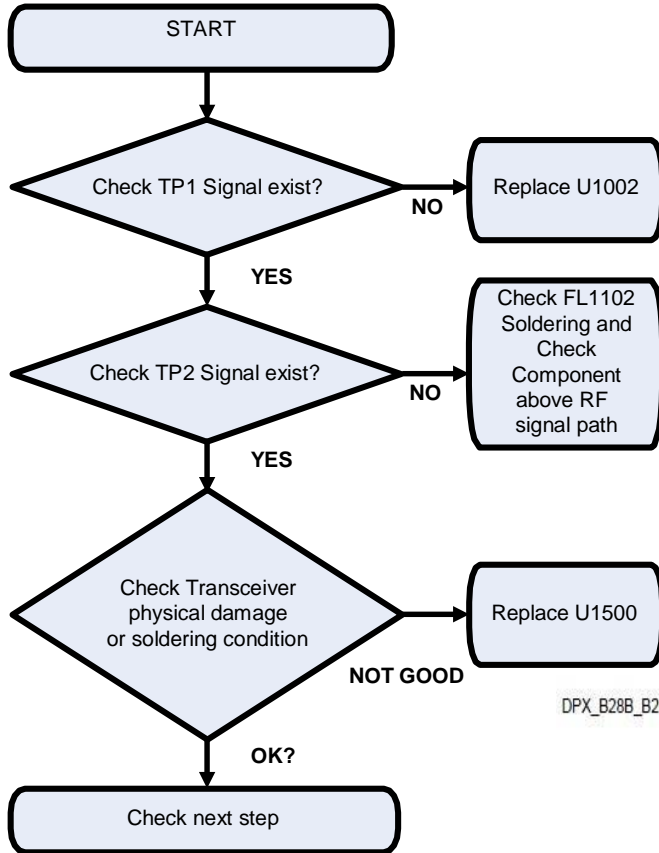 START
Check TP1 Signal exist?
NO
Replace U1002
YES
Check TP2 Signal exist?
NO
Check FL1102
Soldering and
Check
Component
above RF
signal path
YES
Check Transceiver
physical damage
or soldering condition
NOT GOOD
Replace U1500
DPX_B28B_B2
OK?
Check next step